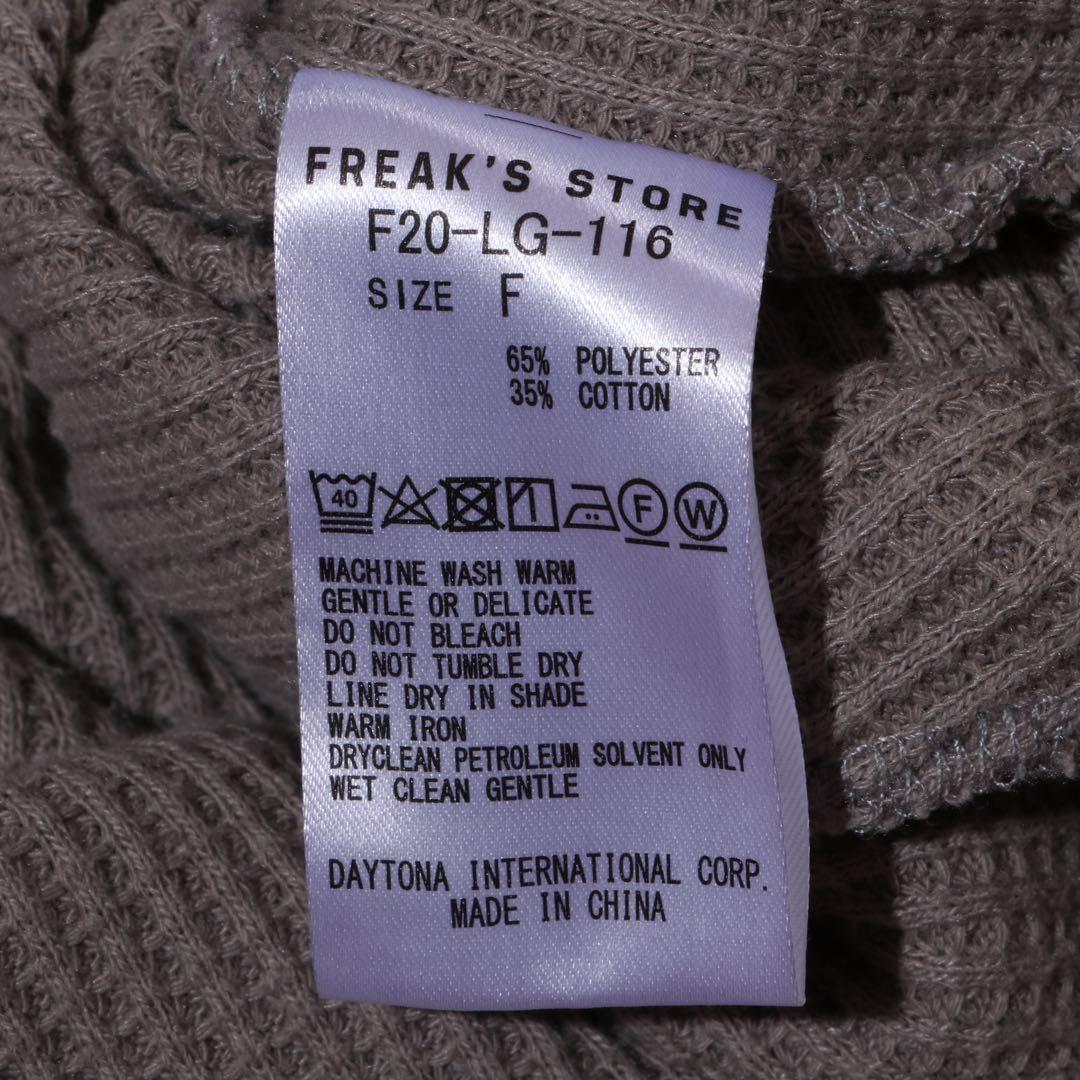 FREAK'S STORE
F20-LG-116
SIZE F
65% POLYESTER
35% COTTON
40 F W
MACHINE WASH WARM
GENTLE OR DELICATE
DO NOT BLEACH
DO NOT TUMBLE DRY
LINE DRY IN SHADE
WARM IRON
DRYCLEAN PETROLEUM SOLVENT ONLY
WET CLEAN GENTLE
DAYTONA INTERNATIONAL CORP.
MADE IN CHINA